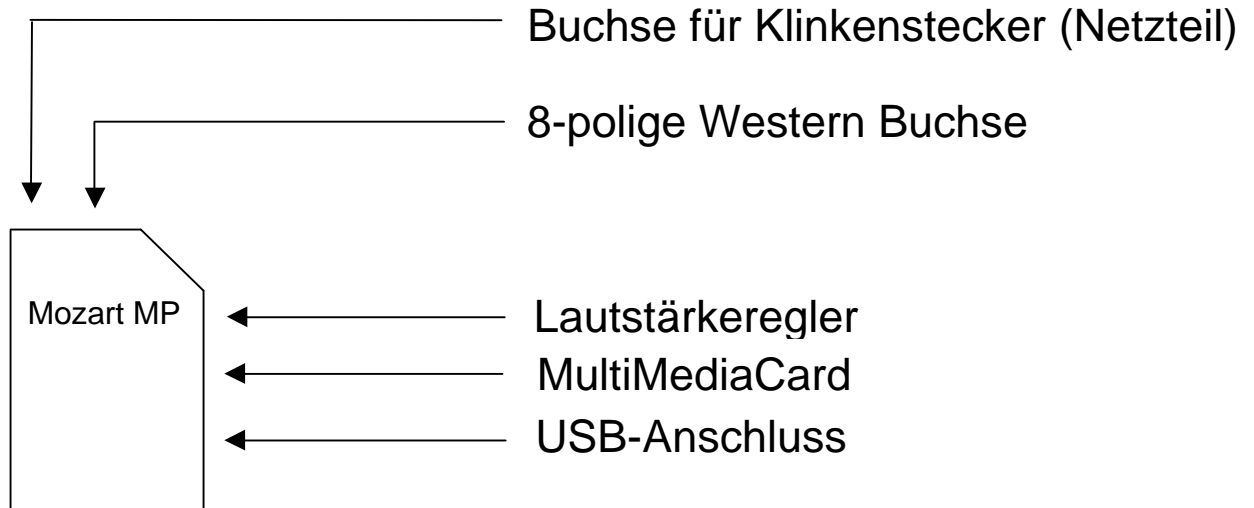 Buchse für Klinkenstecker (Netzteil)
8-polige Western Buchse
Mozart MP
Lautstärkeregler
MultiMediaCard
USB-Anschluss